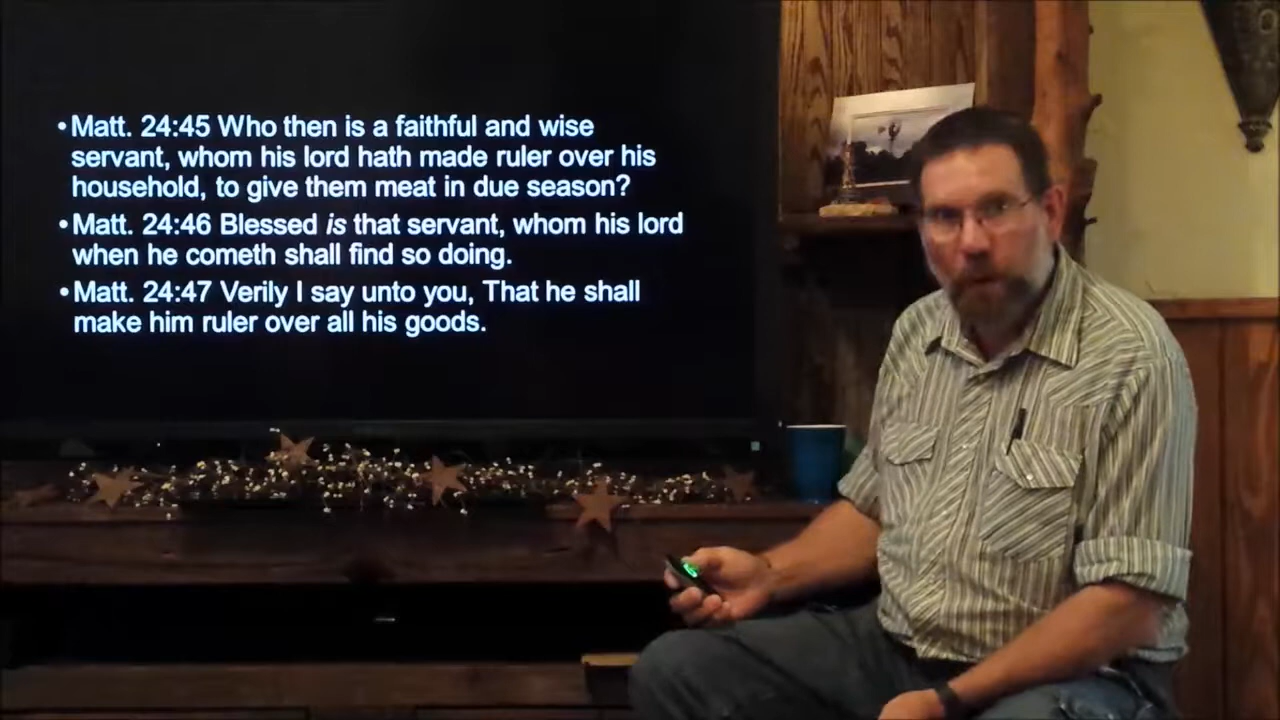 •Matt. 24:45 Who then is a faithful and wise
servant, whom his lord hath made ruler over his
household, to give them meat in due season?
•Matt. 24:46 Blessed is that servant, whom his lord
when he cometh shall find so doing.
•Matt. 24:47 Verily I say unto you, That he shall
make him ruler over all his goods.